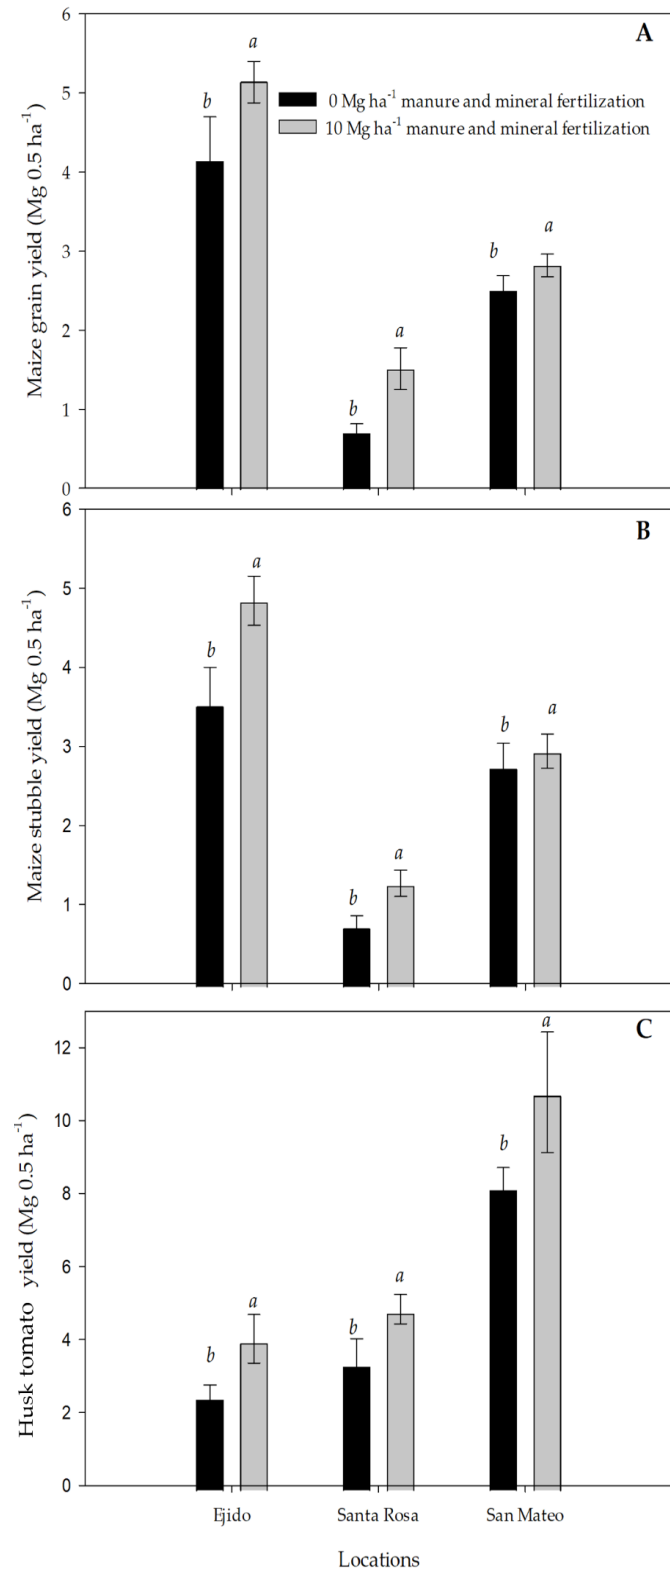 A
6
5
4
3
2
1
0
Maize grain yield (Mg 0.5 ha⁻¹)
0 Mg ha⁻¹ manure and mineral fertilization
10 Mg ha⁻¹ manure and mineral fertilization
b
a
b
a
b
a
B
6
5
4
3
2
1
0
Maize stubble yield (Mg 0.5 ha⁻¹)
b
a
b
a
b
a
C
12
10
8
6
4
2
0
Husk tomato yield (Mg 0.5 ha⁻¹)
b
a
b
a
b
a
Ejido
Santa Rosa
San Mateo
Locations